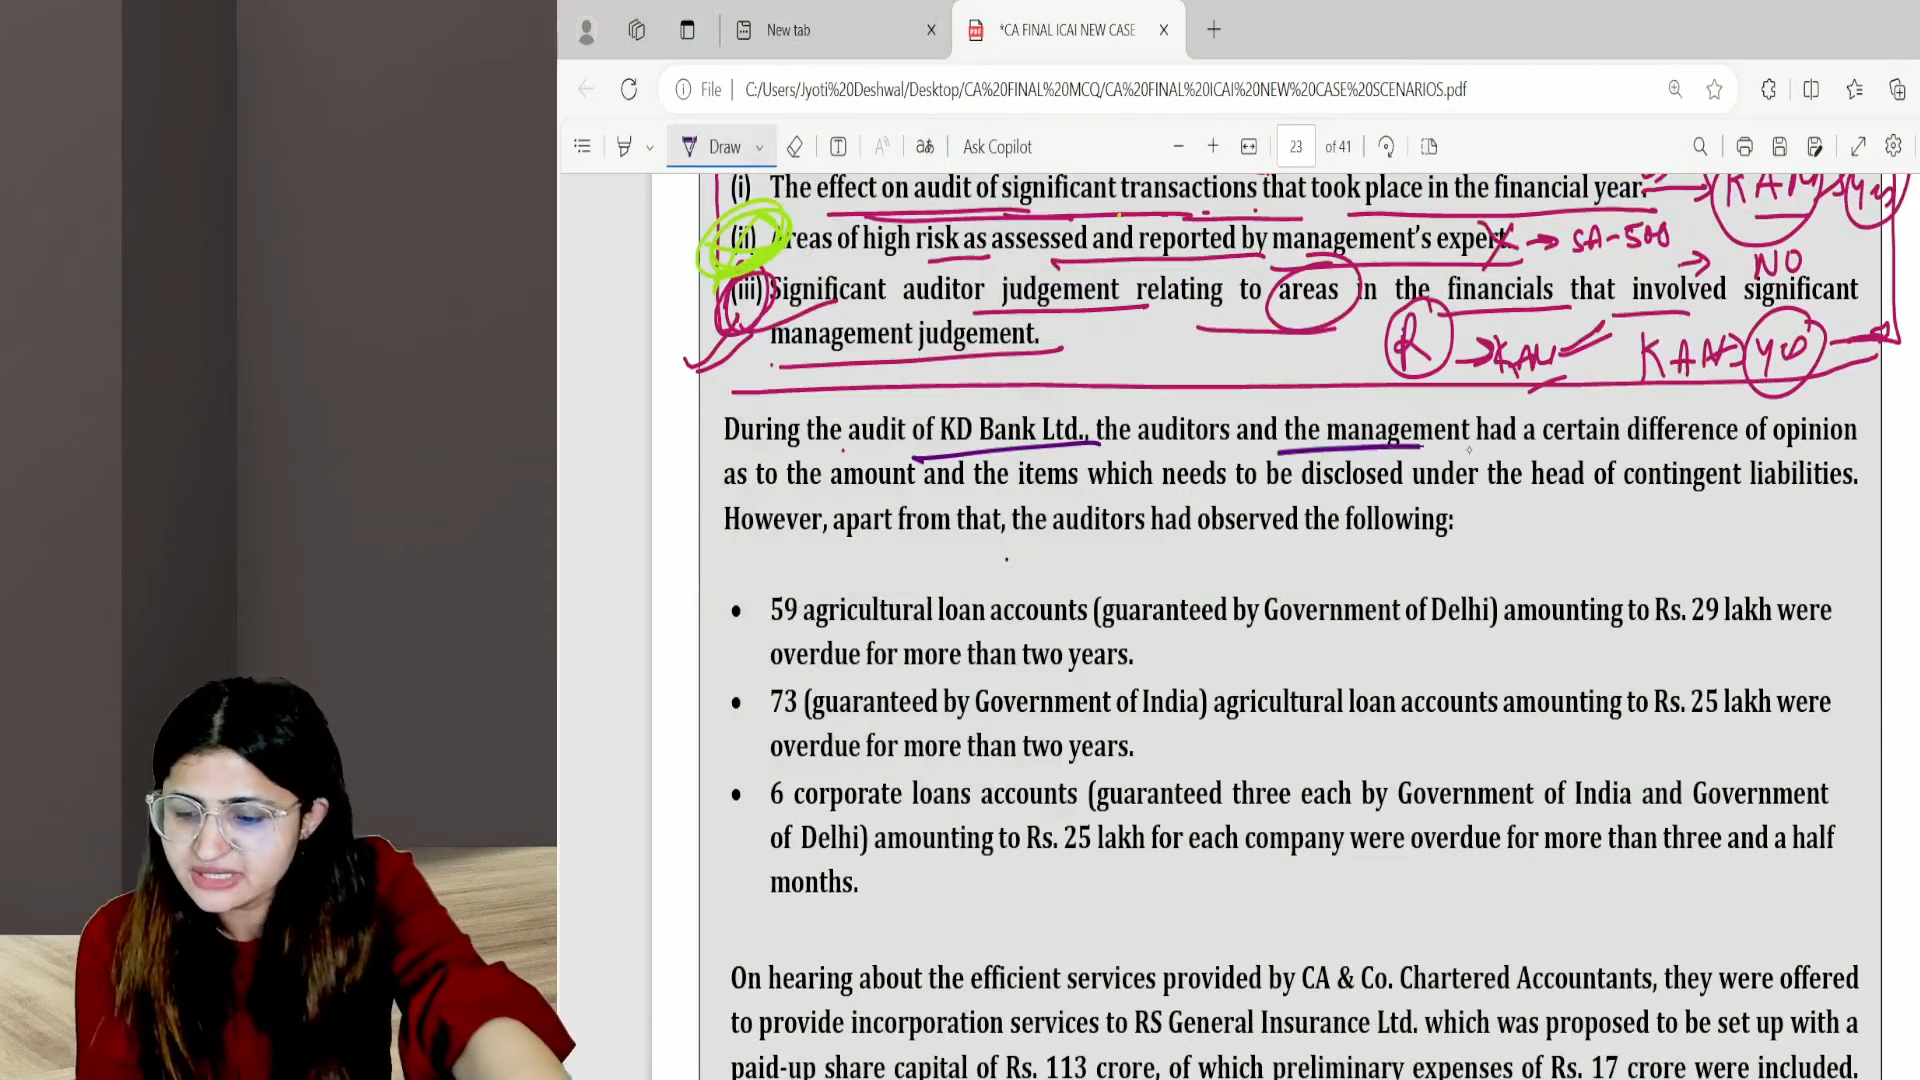 New tab
*CA FINAL ICAI NEW CASE
File C:/Users/Jyoti%20Deshwal/Desktop/CA%20FINAL%20MCQ/CA%20FINAL%20ICAI%20NEW%20CASE%20SCENARIOS.pdf
Draw
Ask Copilot
23 of 41
(i) The effect on audit of significant transactions that took place in the financial year.
(ii) Areas of high risk as assessed and reported by management's expert. SA-500
NO
(iii) Significant auditor judgement relating to areas in the financials that involved significant
management judgement. R KAM KAM
During the audit of KD Bank Ltd., the auditors and the management had a certain difference of opinion
as to the amount and the items which needs to be disclosed under the head of contingent liabilities.
However, apart from that, the auditors had observed the following:
• 59 agricultural loan accounts (guaranteed by Government of Delhi) amounting to Rs. 29 lakh were
overdue for more than two years.
• 73 (guaranteed by Government of India) agricultural loan accounts amounting to Rs. 25 lakh were
overdue for more than two years.
• 6 corporate loans accounts (guaranteed three each by Government of India and Government
of Delhi) amounting to Rs. 25 lakh for each company were overdue for more than three and a half
months.
On hearing about the efficient services provided by CA & Co. Chartered Accountants, they were offered
to provide incorporation services to RS General Insurance Ltd. which was proposed to be set up with a
paid-up share capital of Rs. 113 crore, of which preliminary expenses of Rs. 17 crore were included.